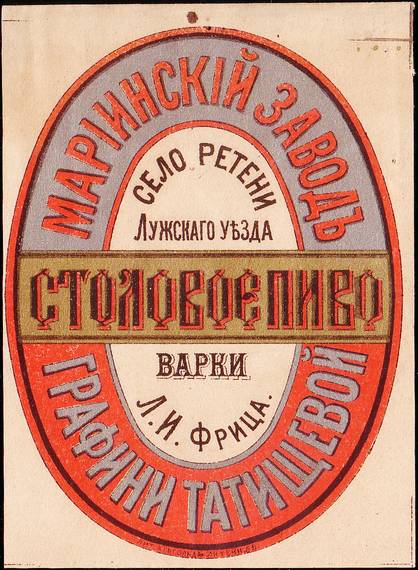 МАРІИНСКІЙ ЗАВОДЪ
СЕЛО РЕТЕНИ
ЛУЖСКАГО УѢЗДА
СТОЛОВОЕ ПИВО
ВАРКИ
Л. И. ФРИЦА.
ГРАФИНИ ТАТИЩЕВОЙ